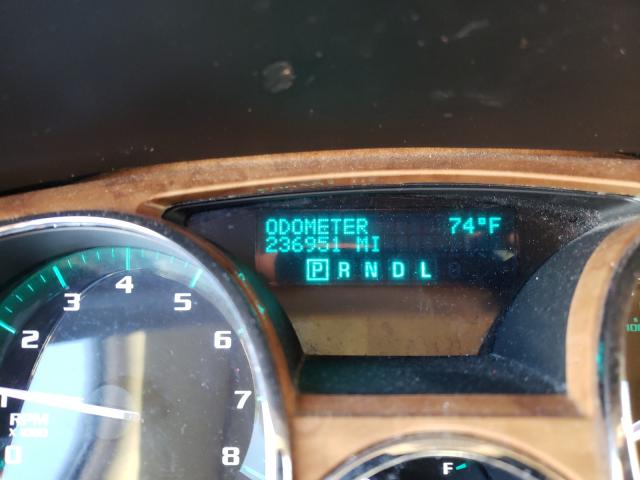 ODOMETER 74°F
236951 MI
P R N D L
4
3 5
2 6
1 7
RPM
0 8
F